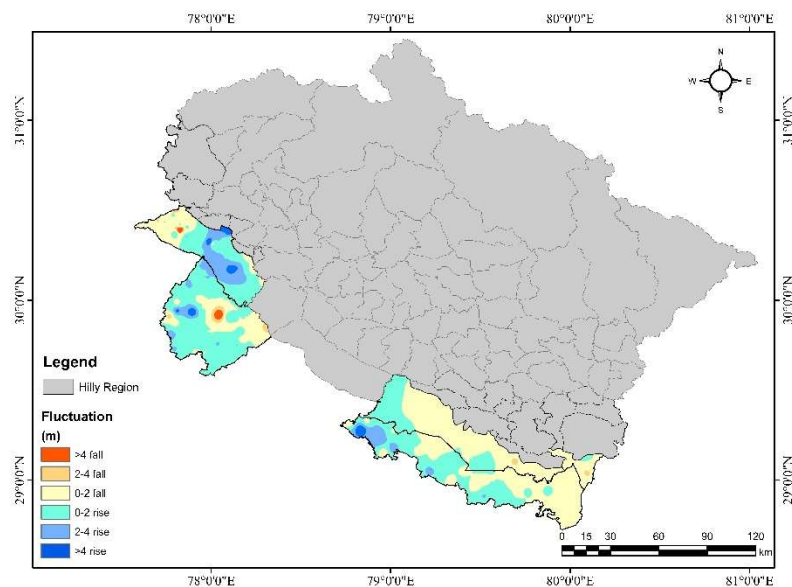 78°0'0"E 79°0'0"E 80°0'0"E 81°0'0"E
N
W E
S
31°0'0"N 31°0'0"N
30°0'0"N 30°0'0"N
29°0'0"N 29°0'0"N
Legend
Hilly Region
Fluctuation
(m)
>4 fall
2-4 fall
0-2 fall
0-2 rise
2-4 rise
>4 rise
0 15 30 60 90 120
km
78°0'0"E 79°0'0"E 80°0'0"E 81°0'0"E